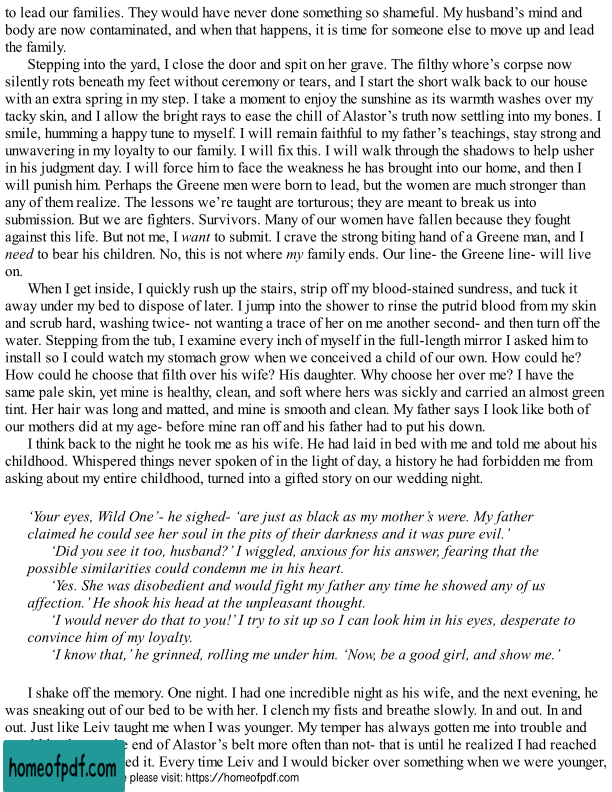 to lead our families. They would have never done something so shameful. My husband's mind and
body are now contaminated, and when that happens, it is time for someone else to move up and lead
the family.
Stepping into the yard, I close the door and spit on her grave. The filthy whore's corpse now
silently rots beneath my feet without ceremony or tears, and I start the short walk back to our house
with an extra spring in my step. I take a moment to enjoy the sunshine as its warmth washes over my
tacky skin, and I allow the bright rays to ease the chill of Alastor's truth now settling into my bones. I
smile, humming a happy tune to myself. I will remain faithful to my father's teachings, stay strong and
unwavering in my loyalty to our family. I will fix this. I will walk through the shadows to help usher
in his judgment day. I will force him to face the weakness he has brought into our home, and then I
will punish him. Perhaps the Greene men were born to lead, but the women are much stronger than
any of them realize. The lessons we're taught are torturous; they are meant to break us into
submission. But we are fighters. Survivors. Many of our women have fallen because they fought
against this life. But not me, I want to submit. I crave the strong biting hand of a Greene man, and I
need to bear his children. No, this is not where my family ends. Our line- the Greene line- will live
on.
When I get inside, I quickly rush up the stairs, strip off my blood-stained sundress, and tuck it
away under my bed to dispose of later. I jump into the shower to rinse the putrid blood from my skin
and scrub hard, washing twice- not wanting a trace of her on me another second- and then turn off the
water. Stepping from the tub, I examine every inch of myself in the full-length mirror I asked him to
install so I could watch my stomach grow when we conceived a child of our own. How could he?
How could he choose that filth over his wife? His daughter. Why choose her over me? I have the
same pale skin, yet mine is healthy, clean, and soft where hers was sickly and carried an almost green
tint. Her hair was long and matted, and mine is smooth and clean. My father says I look like both of
our mothers did at my age- before mine ran off and his father had to put his down.
I think back to the night he took me as his wife. He had laid in bed with me and told me about his
childhood. Whispered things never spoken of in the light of day, a history he had forbidden me from
asking about my entire childhood, turned into a gifted story on our wedding night.
'Your eyes, Wild One'- he sighed- 'are just as black as my mother's were. My father
claimed he could see her soul in the pits of their darkness and it was pure evil.'
'Did you see it too, husband?' I wiggled, anxious for his answer, fearing that the
possible similarities could condemn me in his heart.
'Yes. She was disobedient and would fight my father any time he showed any of us
affection.' He shook his head at the unpleasant thought.
'I would never do that to you!' I try to sit up so I can look him in his eyes, desperate to
convince him of my loyalty.
'I know that,' he grinned, rolling me under him. 'Now, be a good girl, and show me.'
I shake off the memory. One night. I had one incredible night as his wife, and the next evening, he
was sneaking out of our bed to be with her. I clench my fists and breathe slowly. In and out. In and
out. Just like Leiv taught me when I was younger. My temper has always gotten me into trouble and
end of Alastor's belt more often than not- that is until he realized I had reached
it. Every time Leiv and I would bicker over something when we were younger,
homeofpdf.com
please visit: https://homeofpdf.com